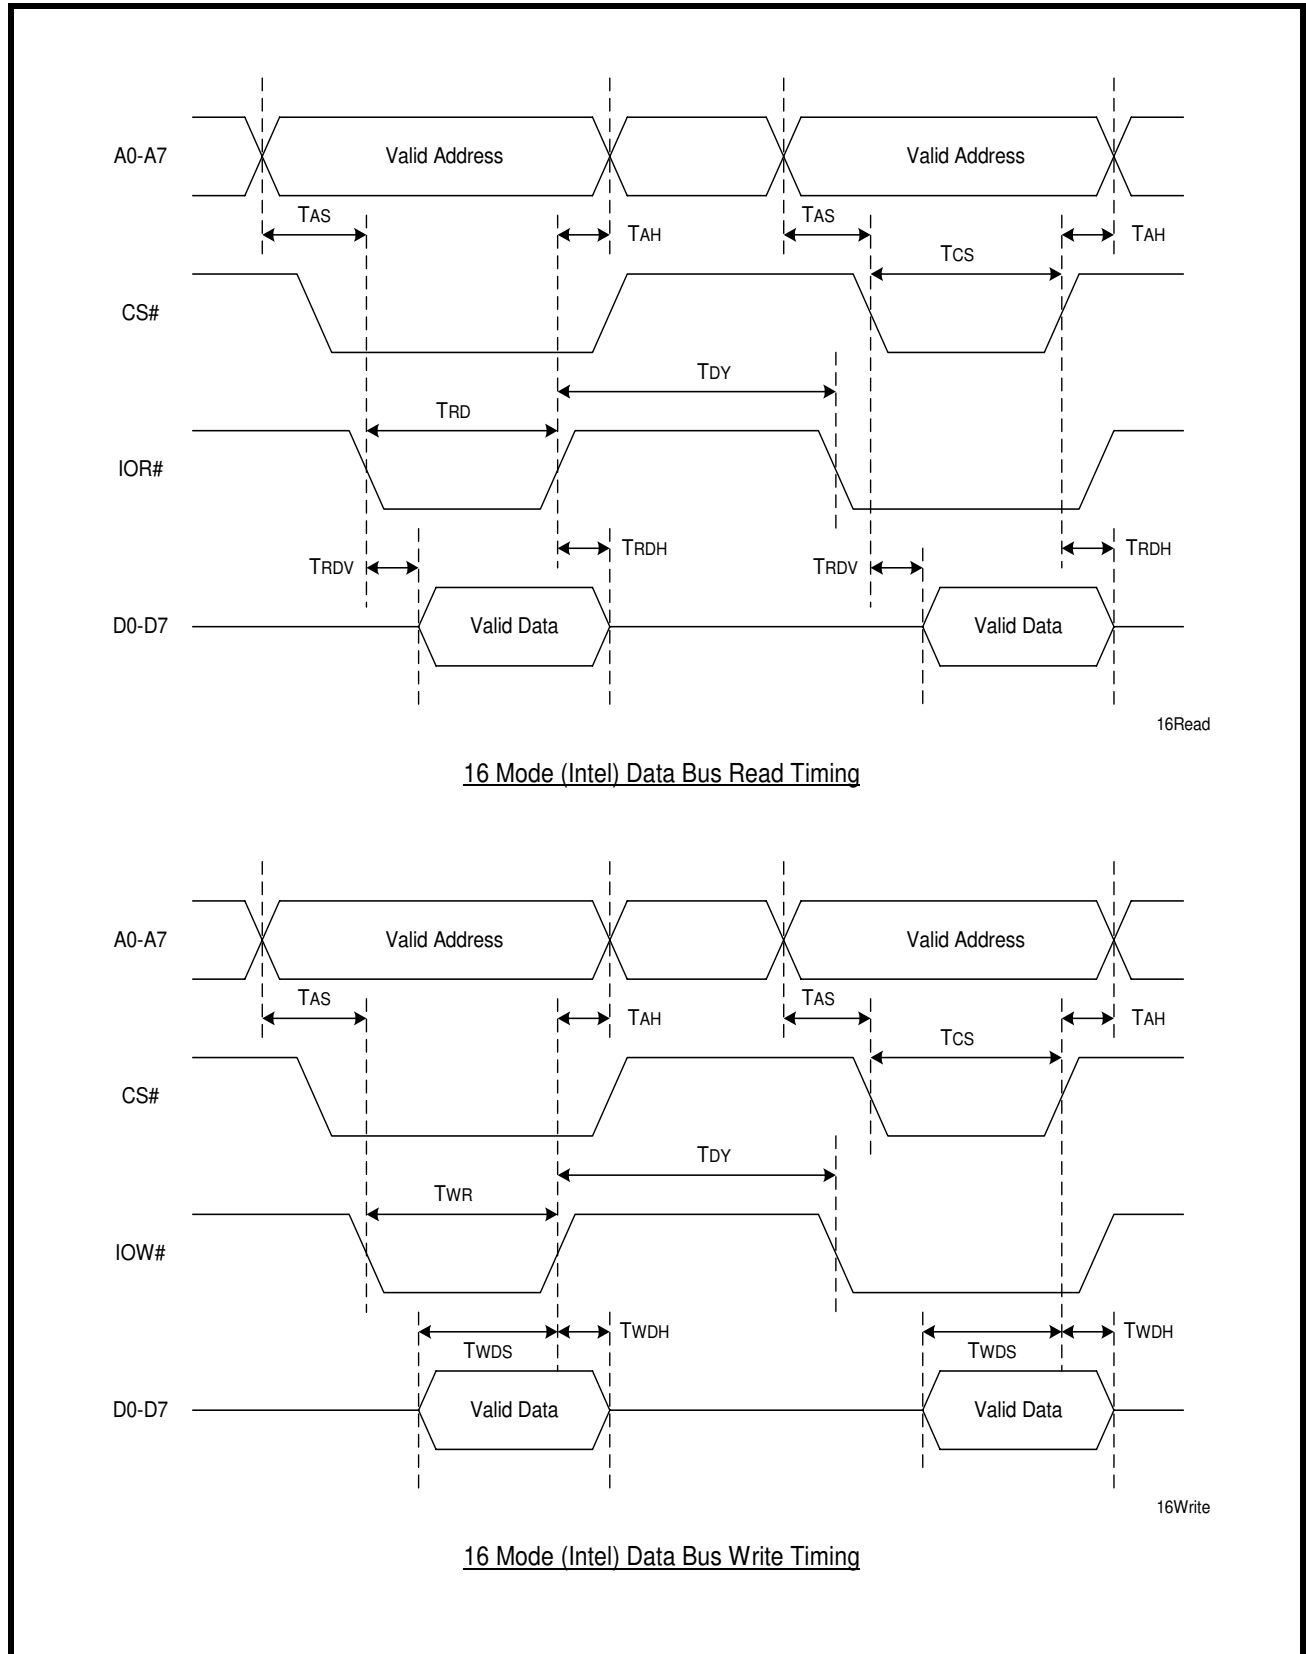 A0-A7 Valid Address Valid Address
TAS TAH TAS TAH
TCS
CS#
TDY
TRD
IOR#
TRDH TRDH
TRDV TRDV
D0-D7 Valid Data Valid Data
16Read
16 Mode (Intel) Data Bus Read Timing
A0-A7 Valid Address Valid Address
TAS TAH TAS TAH
TCS
CS#
TDY
TWR
IOW#
TWDH TWDH
TWDS TWDS
D0-D7 Valid Data Valid Data
16Write
16 Mode (Intel) Data Bus Write Timing